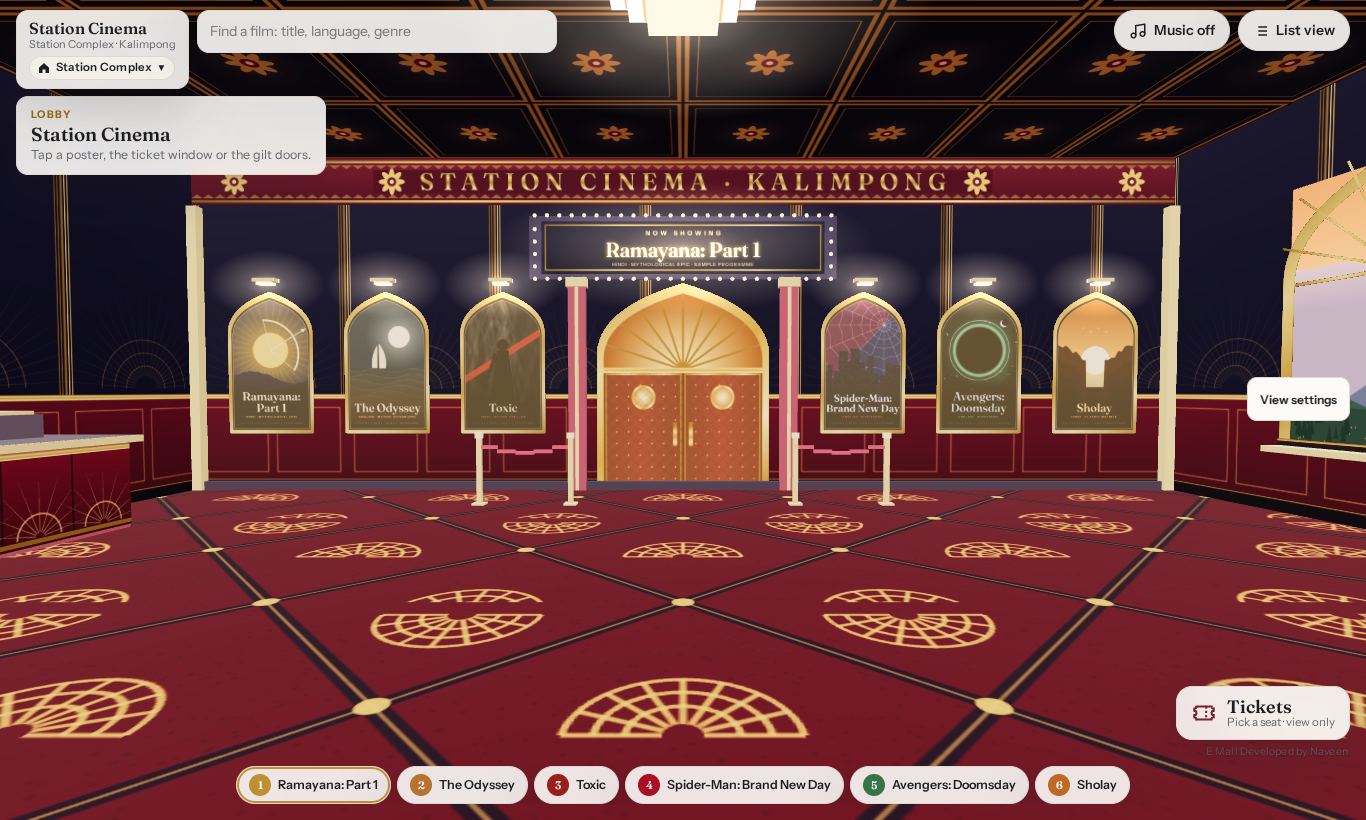 Station Cinema
Station Complex · Kalimpong
Station Complex ▾
Find a film: title, language, genre
Music off
List view
LOBBY
Station Cinema
Tap a poster, the ticket window or the gilt doors.
STATION CINEMA · KALIMPONG
NOW SHOWING
Ramayana: Part 1
HINDI · MYTHOLOGICAL EPIC · SAMPLE PROGRAMME
Ramayana:
Part 1
The Odyssey
Toxic
Spider-Man:
Brand New Day
Avengers:
Doomsday
Sholay
View settings
Tickets
Pick a seat · view only
E Mall Developed by Naveen
1 Ramayana: Part 1
2 The Odyssey
3 Toxic
4 Spider-Man: Brand New Day
5 Avengers: Doomsday
6 Sholay